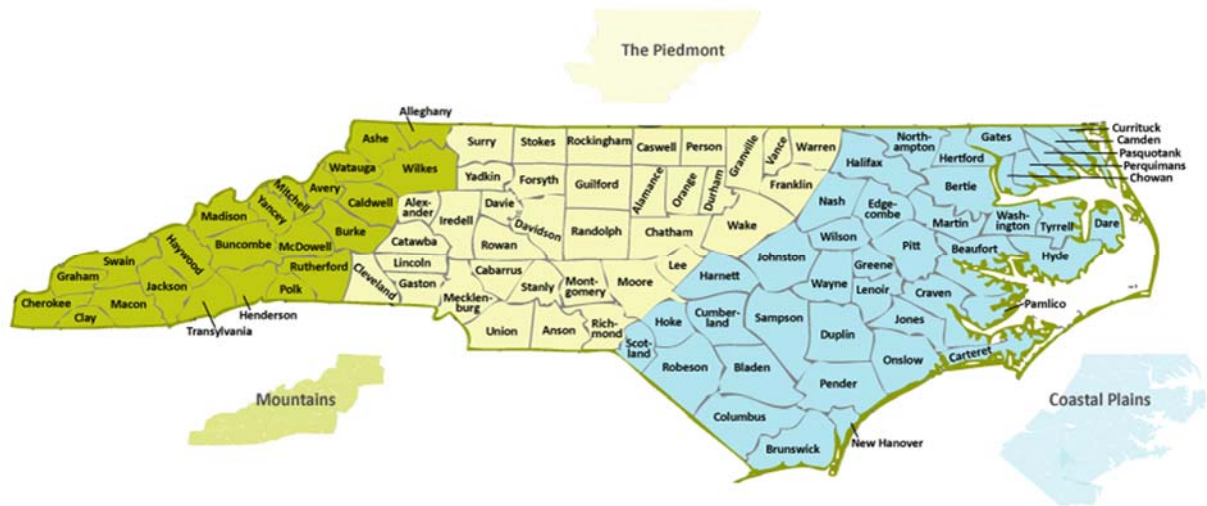 The Piedmont
Alleghany
Ashe
Surry
Stokes
Rockingham
Caswell
Person
Granville
Vance
Warren
North-
ampton
Gates
Currituck
Camden
Pasquotank
Perquimans
Chowan
Halifax
Hertford
Watauga
Wilkes
Yadkin
Forsyth
Guilford
Alamance
Orange
Durham
Franklin
Bertie
Mitchell
Avery
Yancey
Caldwell
Alex-
ander
Iredell
Davie
Davidson
Randolph
Chatham
Wake
Nash
Edge-
combe
Martin
Wash-
ington
Tyrrell
Dare
Madison
Buncombe
McDowell
Burke
Catawba
Rowan
Wilson
Pitt
Beaufort
Hyde
Haywood
Swain
Graham
Jackson
Rutherford
Polk
Cleveland
Lincoln
Gaston
Cabarrus
Stanly
Mont-
gomery
Moore
Lee
Harnett
Johnston
Greene
Wayne
Lenoir
Craven
Pamlico
Cherokee
Clay
Macon
Transylvania
Henderson
Mecklen-
burg
Union
Anson
Rich-
mond
Scot-
land
Hoke
Cumber-
land
Sampson
Duplin
Jones
Onslow
Carteret
Robeson
Bladen
Pender
Columbus
Brunswick
New Hanover
Mountains
Coastal Plains